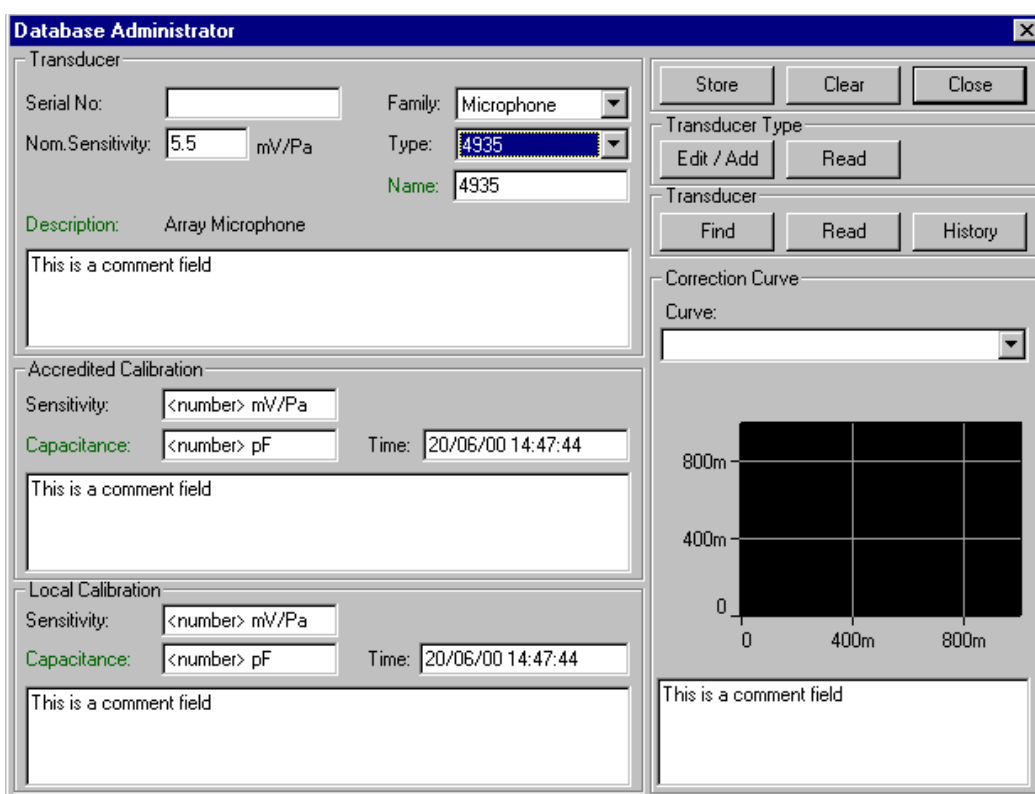 Database Administrator
Transducer
Serial No:
Family: Microphone
Nom.Sensitivity: 5.5 mV/Pa
Type: 4935
Name: 4935
Description: Array Microphone
This is a comment field
Accredited Calibration
Sensitivity: <number> mV/Pa
Capacitance: <number> pF
Time: 20/06/00 14:47:44
This is a comment field
Local Calibration
Sensitivity: <number> mV/Pa
Capacitance: <number> pF
Time: 20/06/00 14:47:44
This is a comment field
Store Clear Close
Transducer Type
Edit / Add Read
Transducer
Find Read History
Correction Curve
Curve:
800m
400m
0
0 400m 800m
This is a comment field